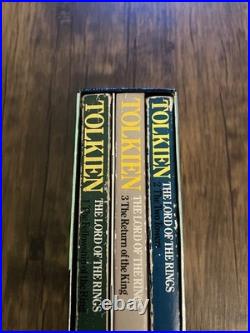 TOLKIEN
THE LORD OF THE RINGS
TOLKIEN
THE LORD OF THE RINGS
3 The Return of the King
TOLKIEN
THE LORD OF THE RINGS